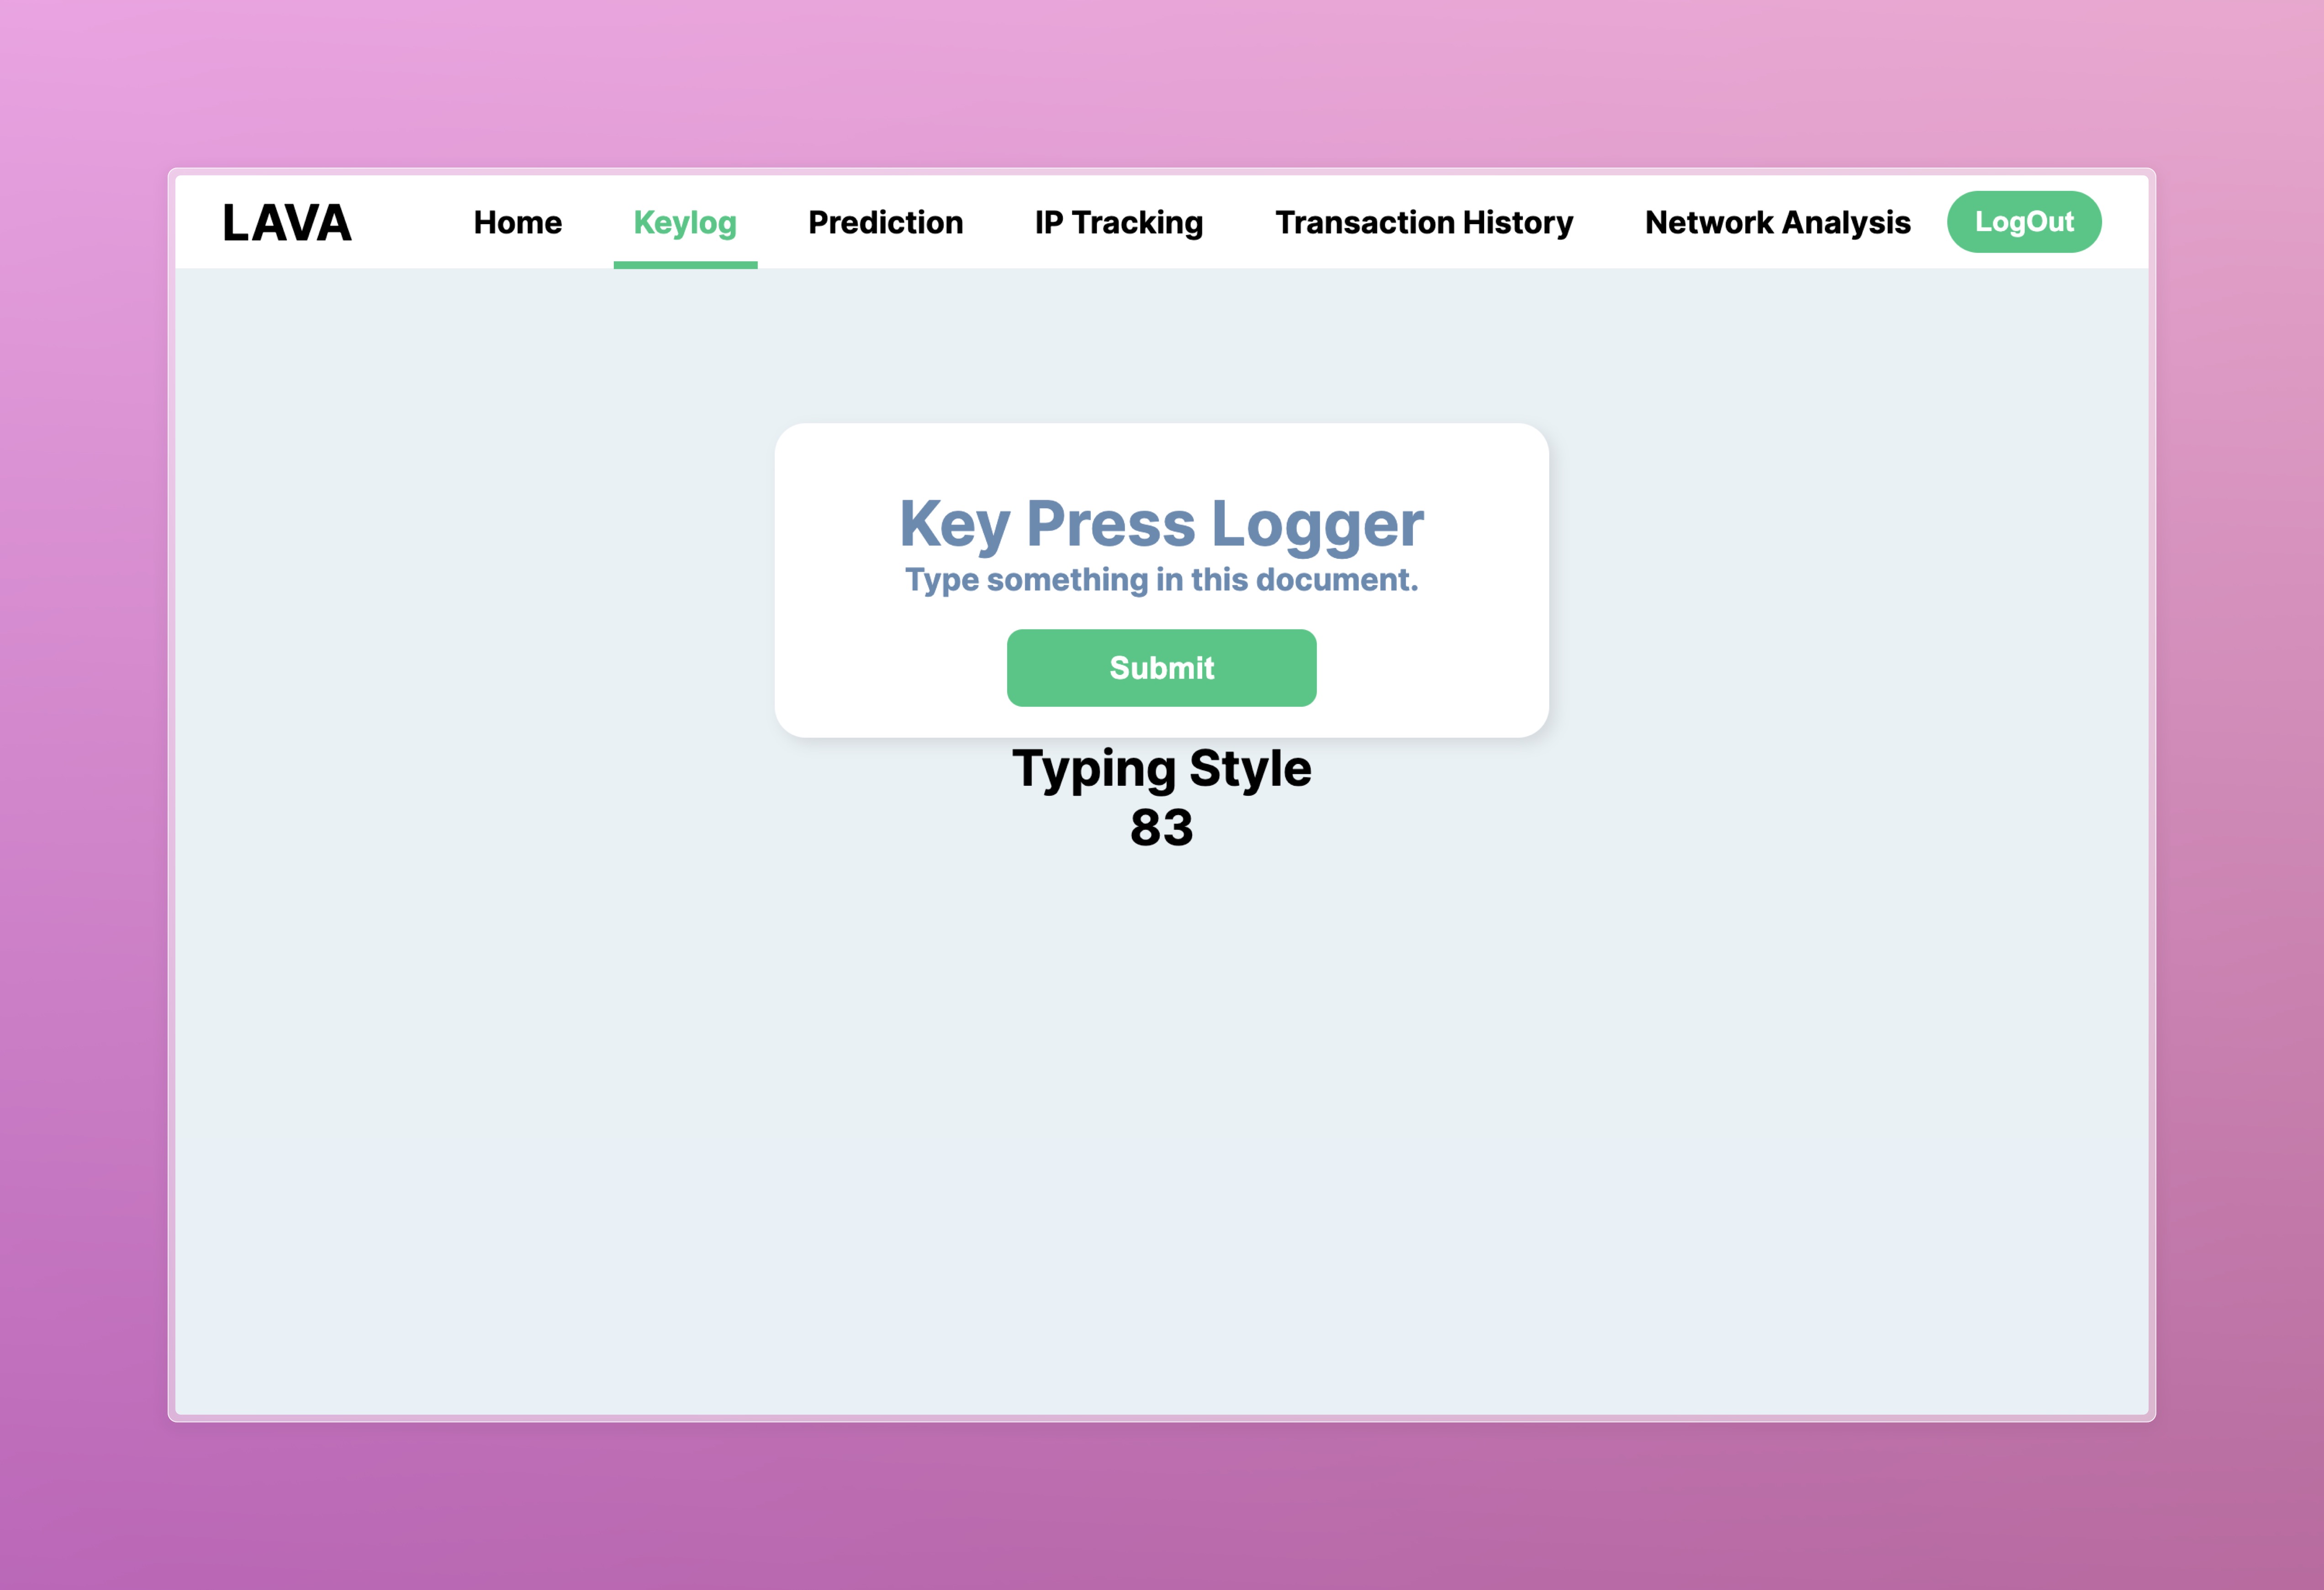 LAVA Home Keylog Prediction IP Tracking Transaction History Network Analysis LogOut
Key Press Logger
Type something in this document.
Submit
Typing Style
83